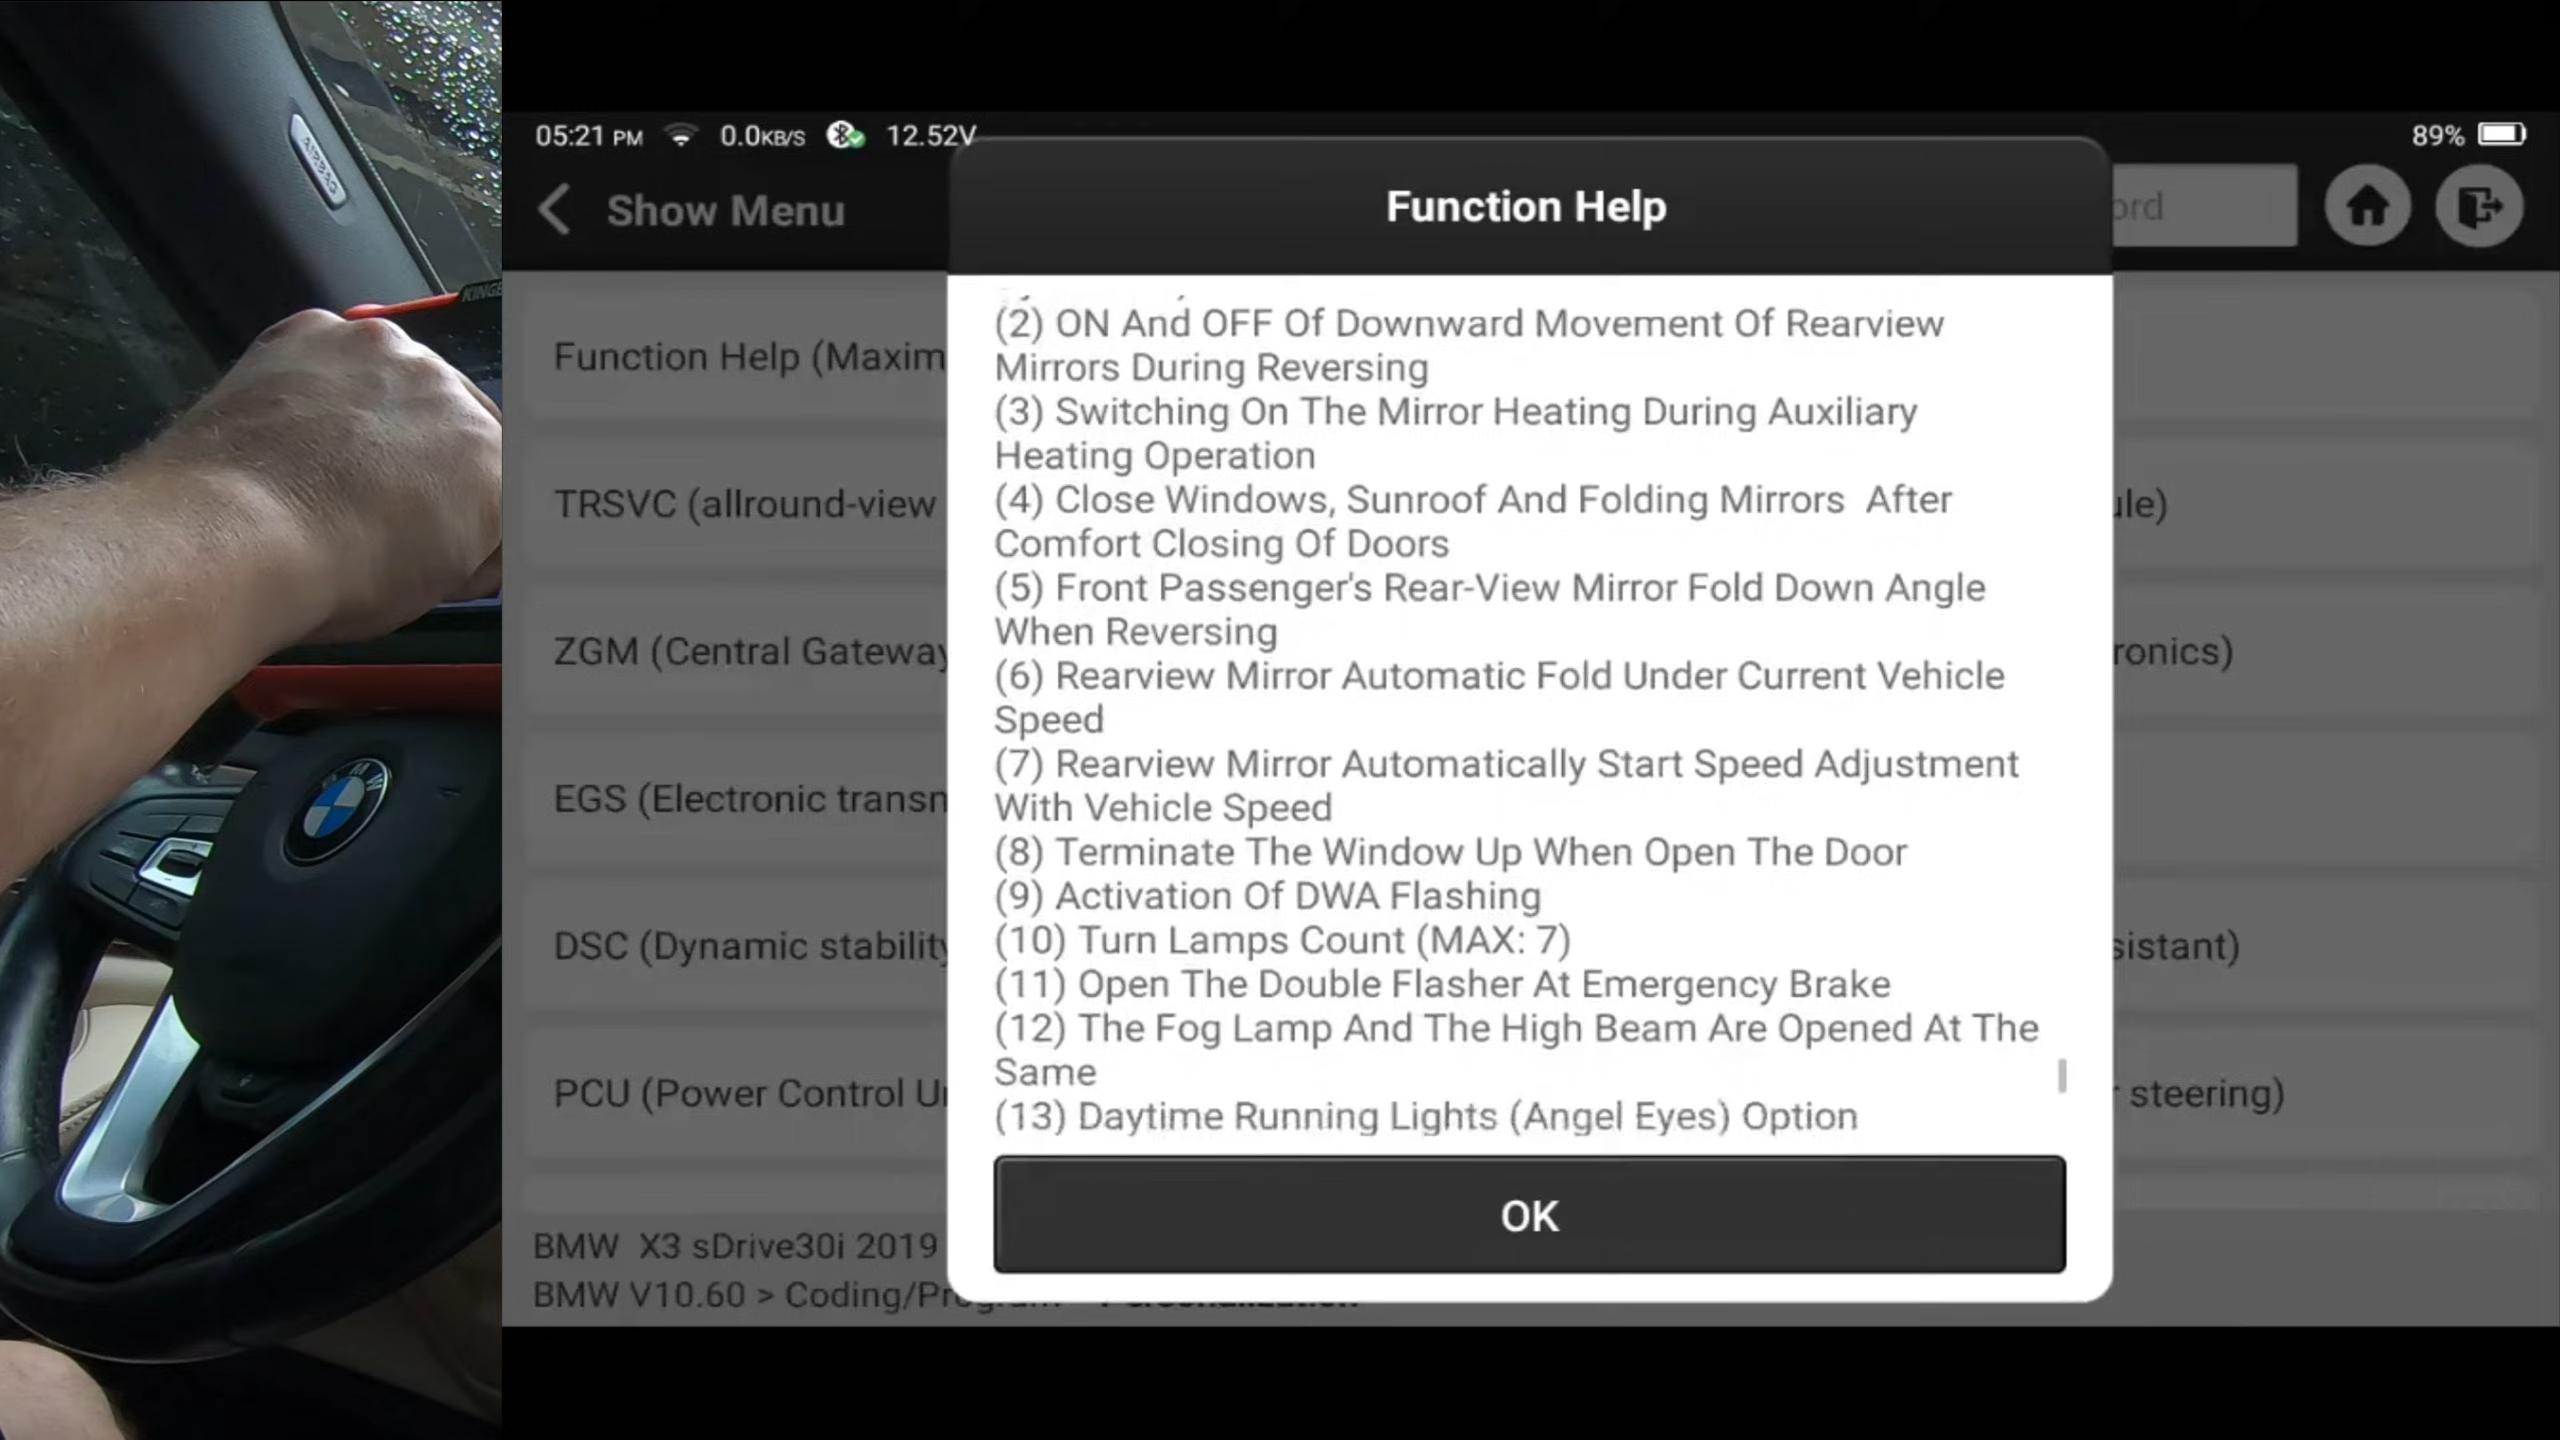 AIRBAG
05:21 PM 0.0KB/S 12.52V 89%
Show Menu
Function Help
(2) ON And OFF Of Downward Movement Of Rearview
Mirrors During Reversing
(3) Switching On The Mirror Heating During Auxiliary
Heating Operation
(4) Close Windows, Sunroof And Folding Mirrors After
Comfort Closing Of Doors
(5) Front Passenger's Rear-View Mirror Fold Down Angle
When Reversing
(6) Rearview Mirror Automatic Fold Under Current Vehicle
Speed
(7) Rearview Mirror Automatically Start Speed Adjustment
With Vehicle Speed
(8) Terminate The Window Up When Open The Door
(9) Activation Of DWA Flashing
(10) Turn Lamps Count (MAX: 7)
(11) Open The Double Flasher At Emergency Brake
(12) The Fog Lamp And The High Beam Are Opened At The
Same
(13) Daytime Running Lights (Angel Eyes) Option
OK
Function Help (Maxim
TRSVC (allround-view
ZGM (Central Gateway
EGS (Electronic transm
DSC (Dynamic stability
PCU (Power Control Un
ord
ule)
ronics)
sistant)
r steering)
BMW X3 sDrive30i 2019
BMW V10.60 > Coding/Program
BMW